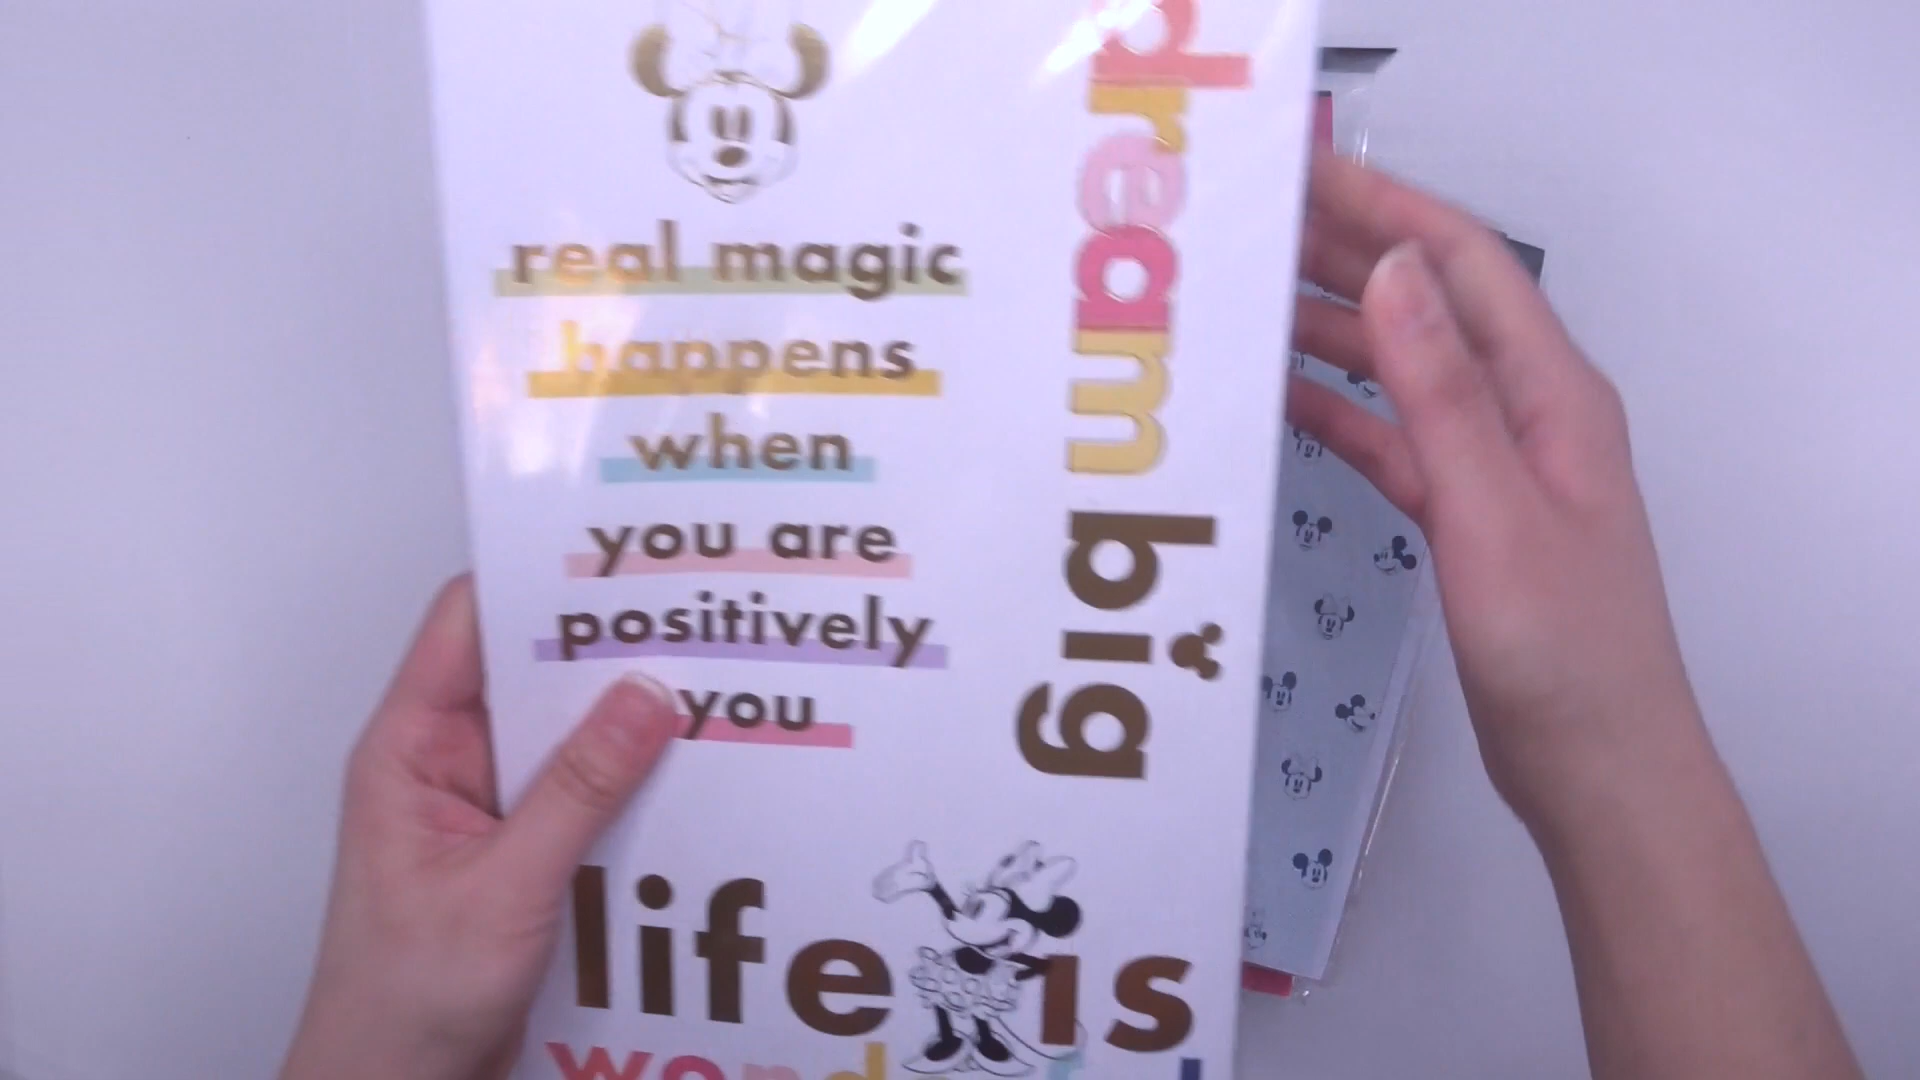 real magic
happens
when
you are
positively
you
dream big
life is